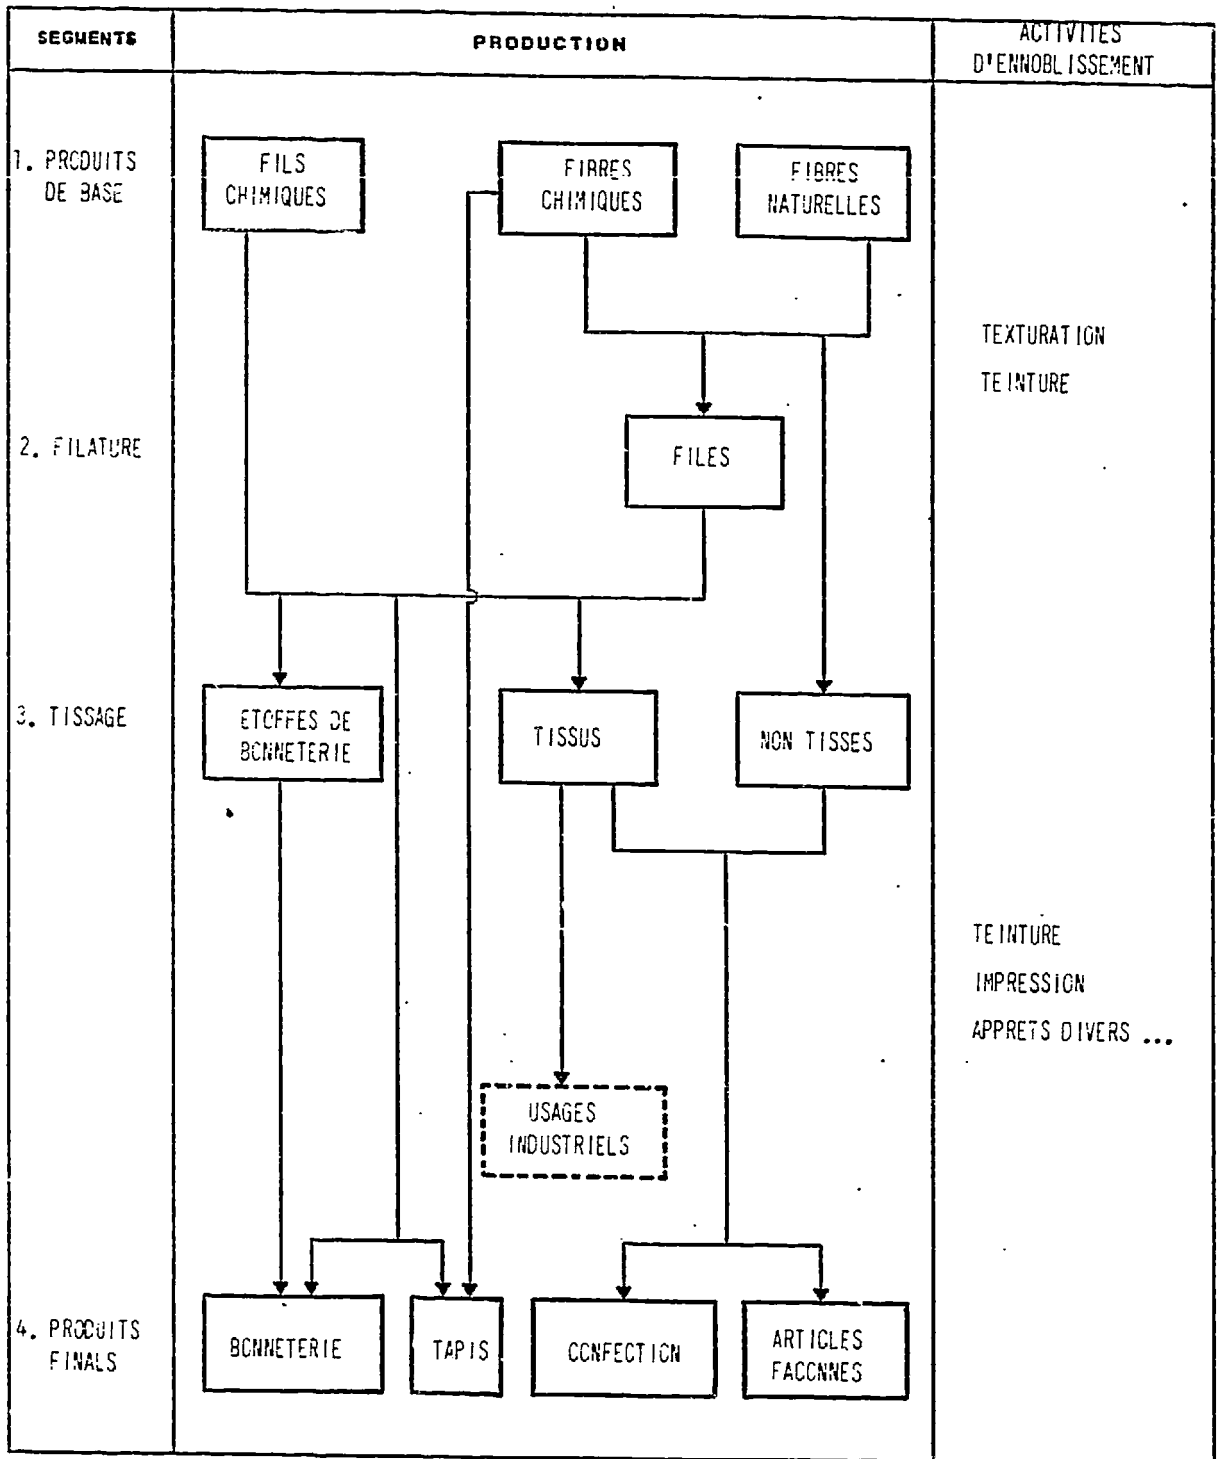 SEGMENTS
PRODUCTION
ACTIVITES
D'ENNOBLISSEMENT
1. PRODUITS
DE BASE
FILS
CHIMIQUES
FIBRES
CHIMIQUES
FIBRES
NATURELLES
TEXTURATION
TEINTURE
2. FILATURE
FILES
3. TISSAGE
ETOFFES DE
BONNETERIE
TISSUS
NON TISSES
TEINTURE
IMPRESSION
APPRETS DIVERS ...
USAGES
INDUSTRIELS
4. PRODUITS
FINALS
BONNETERIE
TAPIS
CONFECTION
ARTICLES
FACONNES